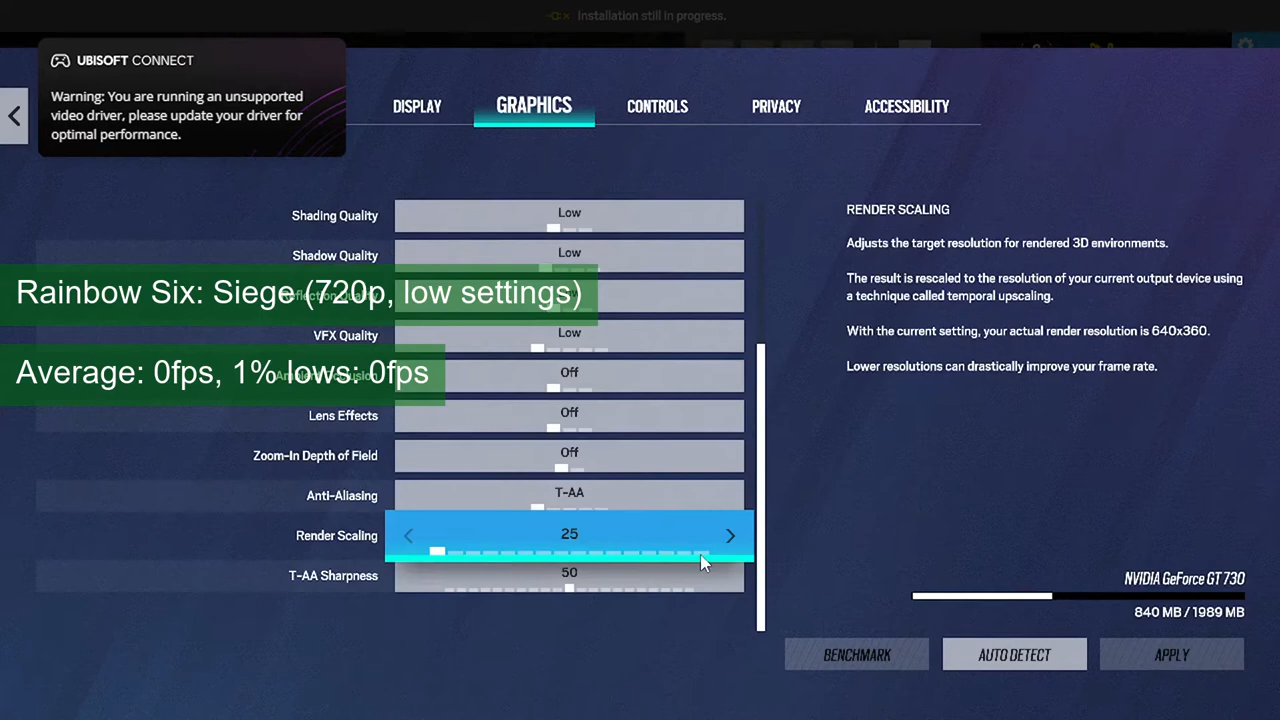 Installation still in progress.
UBISOFT CONNECT
Warning: You are running an unsupported
video driver, please update your driver for
optimal performance.
DISPLAY
GRAPHICS
CONTROLS
PRIVACY
ACCESSIBILITY
Shading Quality
Low
Shadow Quality
Low
Rainbow Six: Siege (720p, low settings)
VFX Quality
Low
Average: 0fps, 1% lows: 0fps
Off
Lens Effects
Off
Zoom-In Depth of Field
Off
Anti-Aliasing
T-AA
Render Scaling
25
T-AA Sharpness
50
RENDER SCALING
Adjusts the target resolution for rendered 3D environments.
The result is rescaled to the resolution of your current output device using
a technique called temporal upscaling.
With the current setting, your actual render resolution is 640x360.
Lower resolutions can drastically improve your frame rate.
NVIDIA GeForce GT 730
840 MB / 1989 MB
BENCHMARK
AUTO DETECT
APPLY